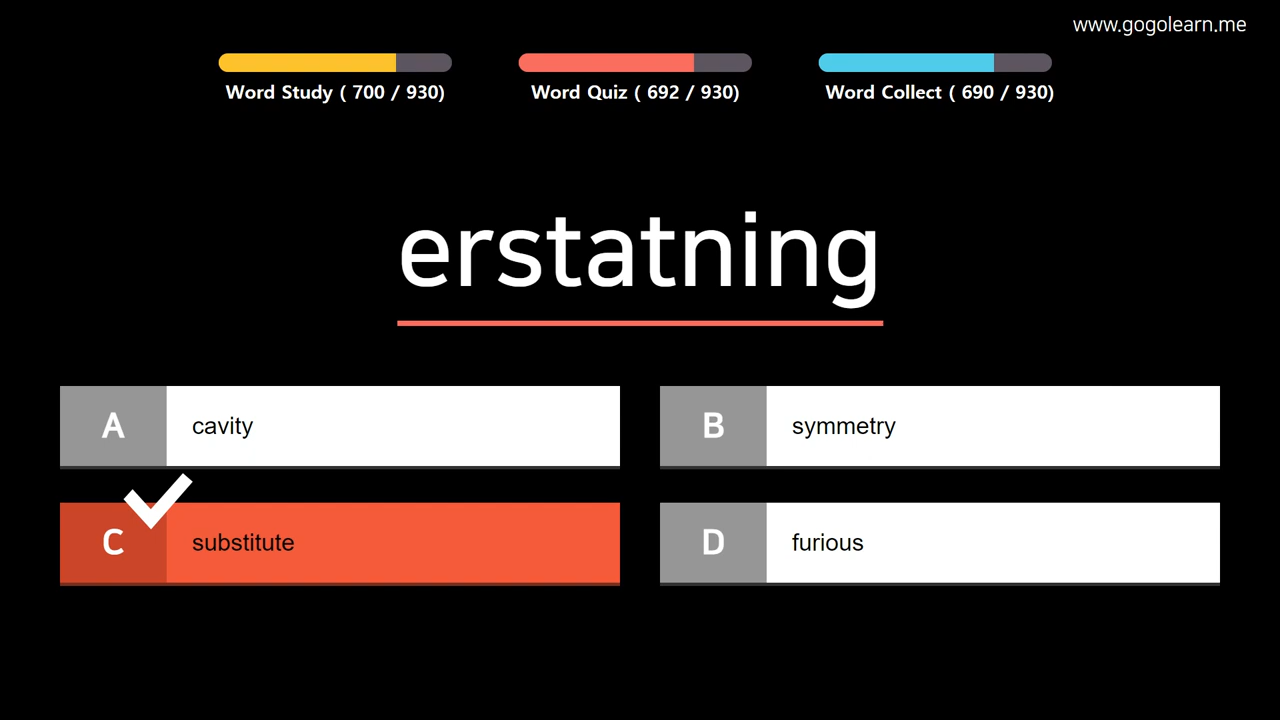 www.gogolearn.me
Word Study ( 700 / 930)
Word Quiz ( 692 / 930)
Word Collect ( 690 / 930)
erstatning
A cavity
B symmetry
C substitute
D furious